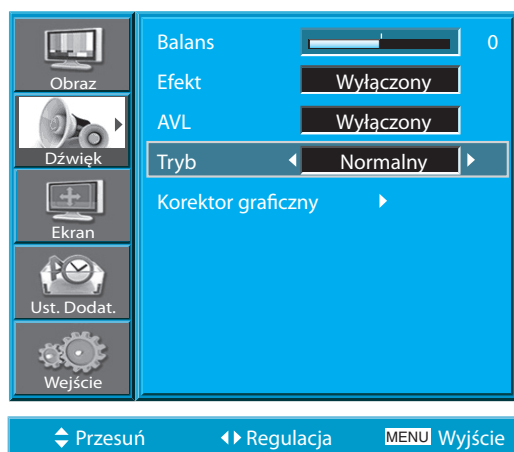 Obraz
Dźwięk
Ekran
Ust. Dodat.
Wejście
Balans 0
Efekt Wyłączony
AVL Wyłączony
Tryb Normalny
Korektor graficzny
Przesuń Regulacja MENU Wyjście